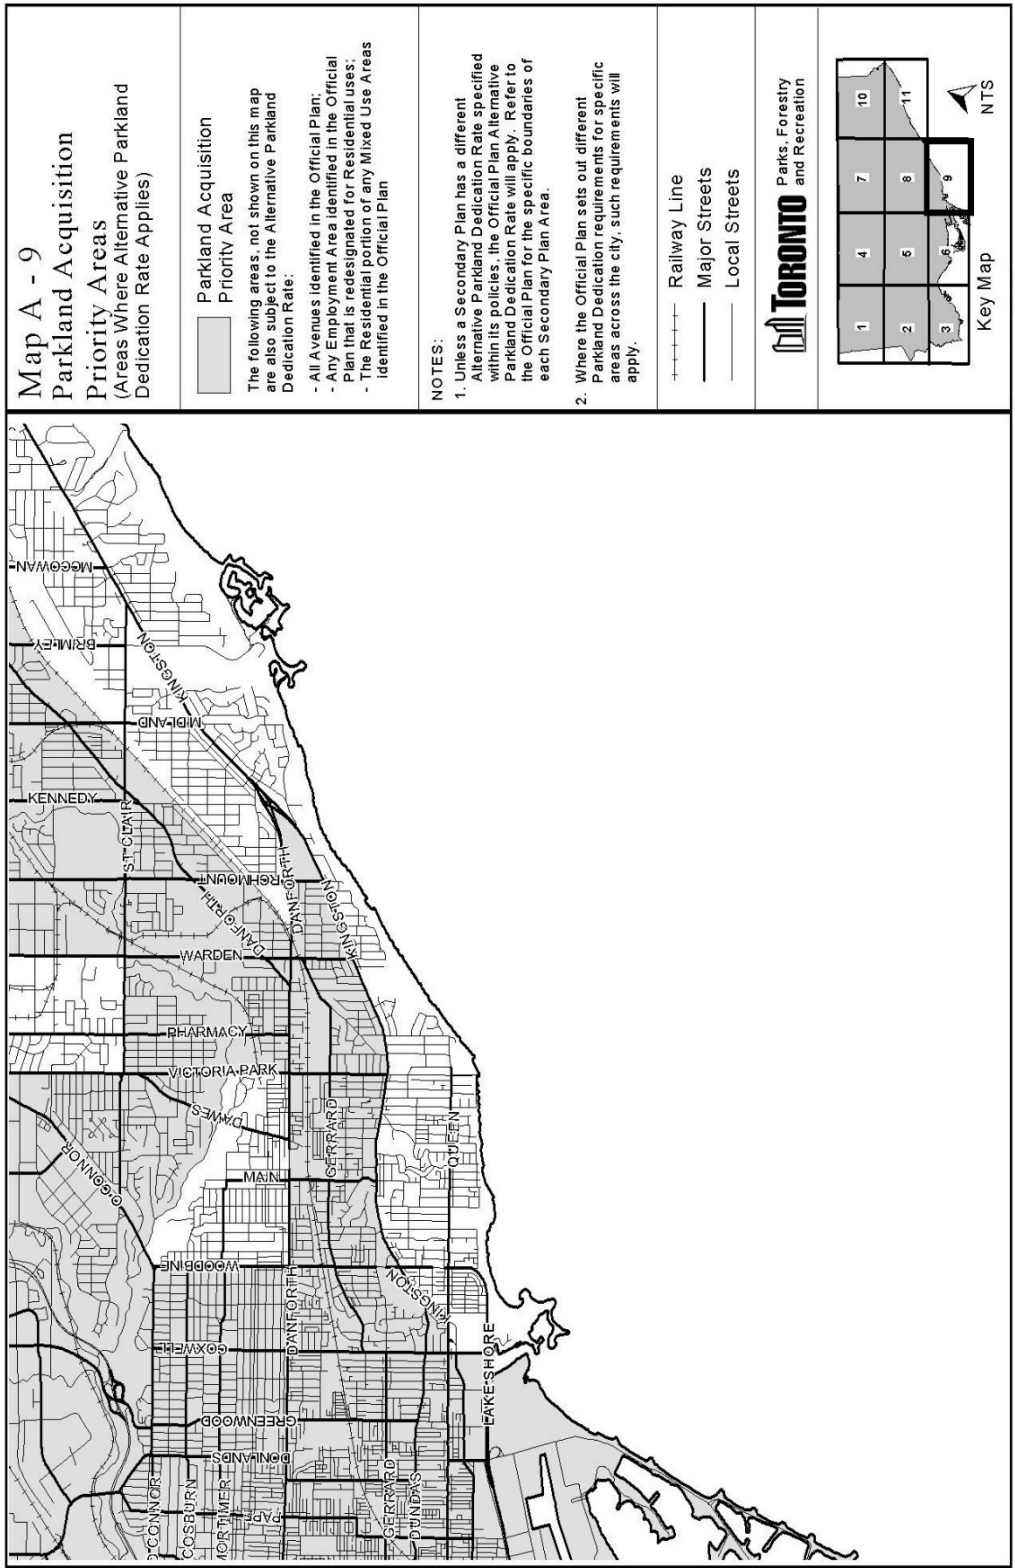 Map A - 9
Parkland Acquisition
Priority Areas
(Areas Where Alternative Parkland
Dedication Rate Applies)
Parkland Acquisition
Priority Area
The following areas, not shown on this map
are also subject to the Alternative Parkland
Dedication Rate:
- All Avenues identified in the Official Plan;
- Any Employment Area identified in the Official
Plan that is redesignated for Residential uses;
- The Residential portion of any Mixed Use Areas
identified in the Official Plan
NOTES:
1. Unless a Secondary Plan has a different
Alternative Parkland Dedication Rate specified
within its policies, the Official Plan Alternative
Parkland Dedication Rate will apply. Refer to
the Official Plan for the specific boundaries of
each Secondary Plan Area.
2. Where the Official Plan sets out different
Parkland Dedication requirements for specific
areas across the city, such requirements will
apply.
Railway Line
Major Streets
Local Streets
TORONTO Parks, Forestry
and Recreation
1
4
7
10
2
5
8
11
3
6
9
NTS
Key Map
MCCOWAN
BRIMLEY
KINGSTON
MIDLAND
KENNEDY
ST CLAIR
BIRCHMOUNT
DANFORTH
DANFORTH
KINGSTON
WARDEN
PHARMACY
VICTORIA PARK
DAWES
GERRARD
QUEEN
O'CONNOR
MAIN
WOODBINE
KINGSTON
DANFORTH
COXWELL
LAKE SHORE
GREENWOOD
DONLANDS
O'CONNOR
COSBURN
MORTIMER
PAPE
GERRARD
DUNDAS